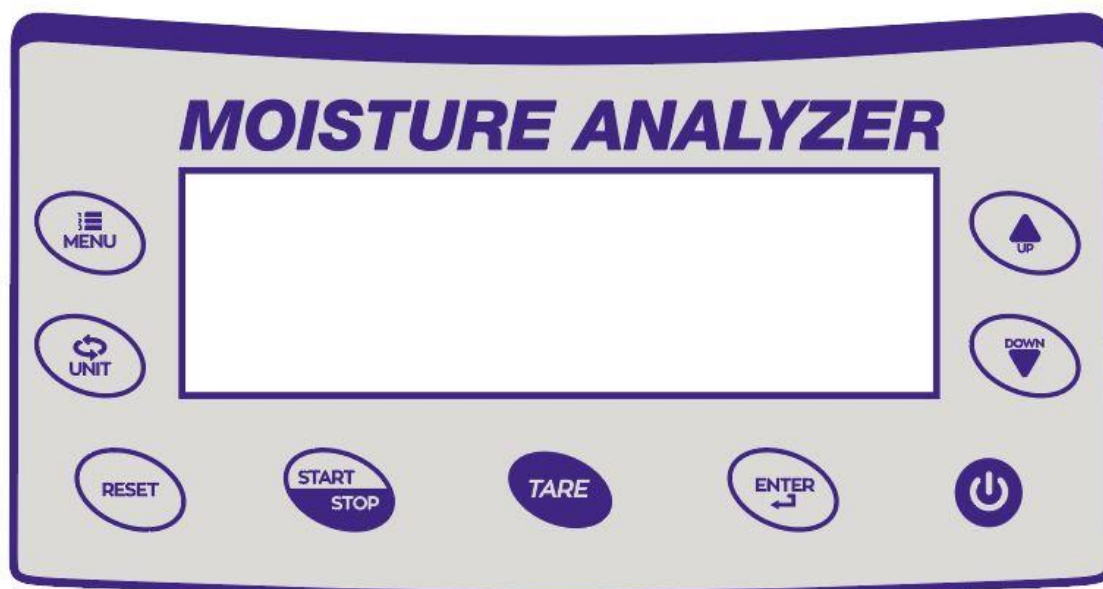 MOISTURE ANALYZER
MENU
UP
UNIT
DOWN
RESET
START
STOP
TARE
ENTER